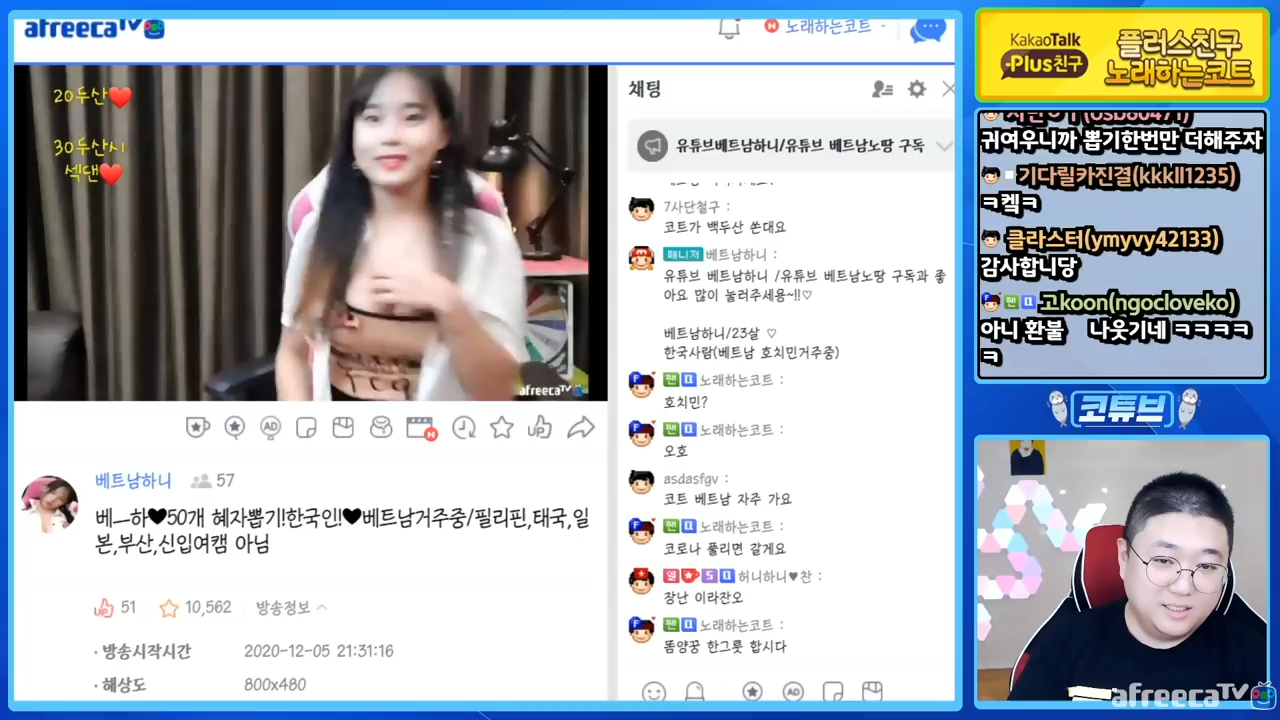 afreecaTV
노래하는코트
20두산❤️
30두산시
섹댄❤️
afreecaTV
베트남하니 57
베ㅡ하♥50개 혜자뽑기!한국인!♥베트남거주중/필리핀,태국,일
본,부산,신입여캠 아님
UP 51 10,562 방송정보
· 방송시작시간 2020-12-05 21:31:16
· 해상도 800x480
채팅
유튜브베트남하니/유튜브 베트남노땅 구독
7사단철구 :
코트가 백두산 쏜대요
매니저 베트남하니 :
유튜브 베트남하니 /유튜브 베트남노땅 구독과 좋
아요 많이 눌러주세용~!!♡
베트남하니/23살 ♡
한국사람(베트남 호치민거주중)
팬 Q 노래하는코트 :
호치민?
팬 Q 노래하는코트 :
오호
asdasfgv :
코트 베트남 자주 가요
팬 Q 노래하는코트 :
코로나 풀리면 갈게요
열 S Q 허니하니♥찬 :
장난 이라잔오
팬 Q 노래하는코트 :
똠양꿍 한그릇 합시다
KakaoTalk
Plus친구
플러스친구
노래하는코트
귀여우니까 뽑기한번만 더해주자
기다릴카진결(kkkll1235)
ㅋ켘ㅋ
클라스터(ymyvy42133)
감사합니당
팬 Q 고koon(ngocloveko)
아니 환불 나웃기네 ㅋㅋㅋㅋ
ㅋ
코튜브
afreecaTV